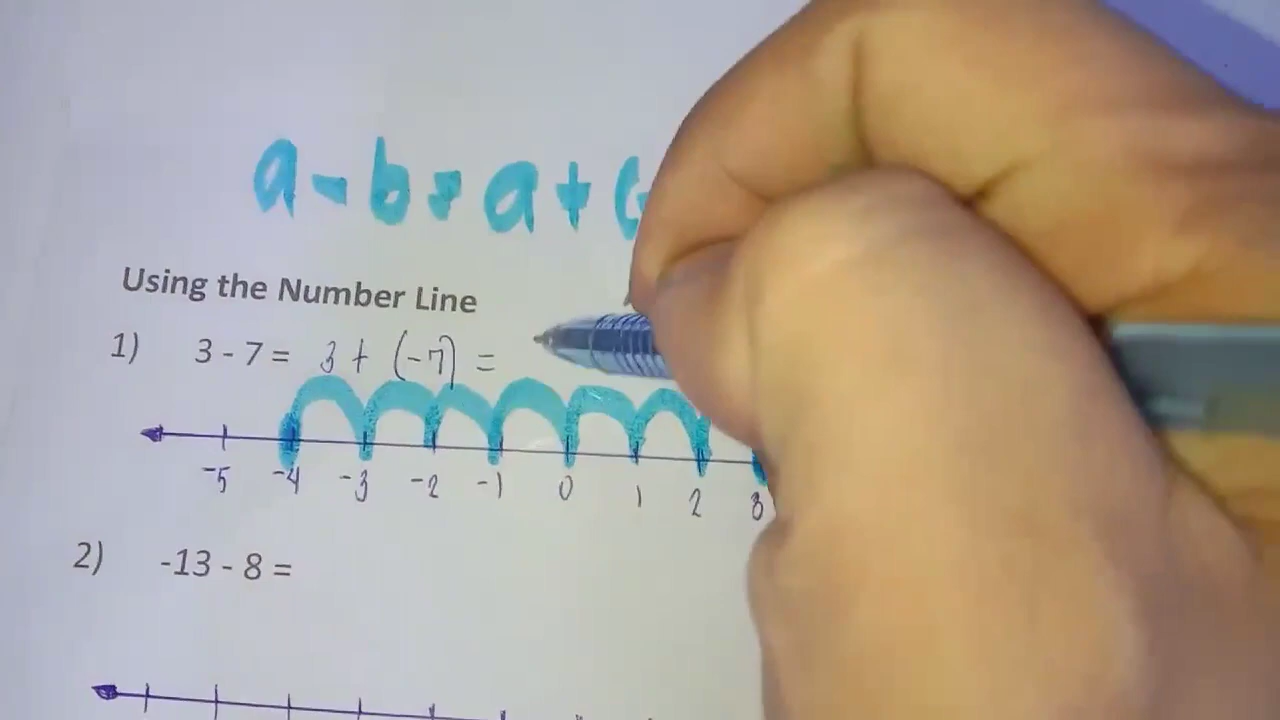 a - b = a + (
Using the Number Line
1) 3 - 7 = 3 + (-7) =
-5 -4 -3 -2 -1 0 1 2 3
2) -13 - 8 =